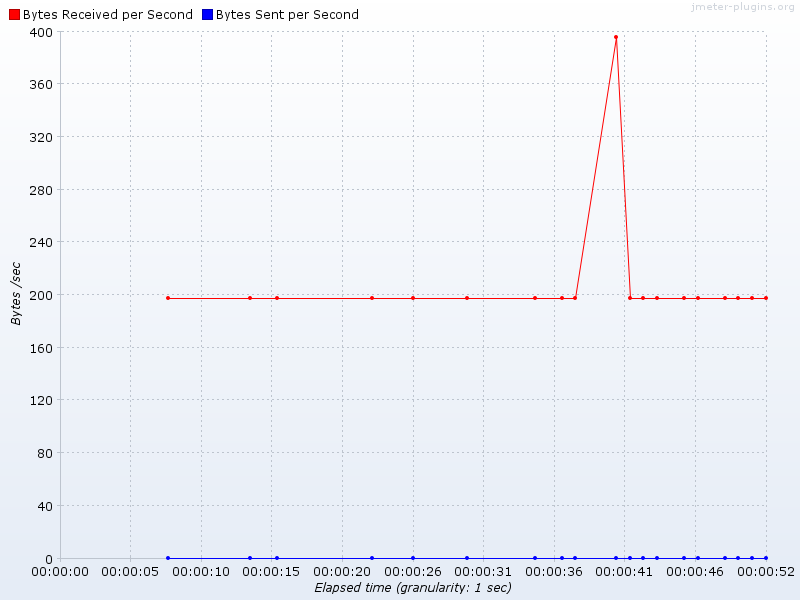 Bytes Received per Second Bytes Sent per Second
jmeter-plugins.org
400
360
320
280
240
200
160
120
80
40
0
Bytes /sec
00:00:00 00:00:05 00:00:10 00:00:15 00:00:20 00:00:26 00:00:31 00:00:36 00:00:41 00:00:46 00:00:52
Elapsed time (granularity: 1 sec)